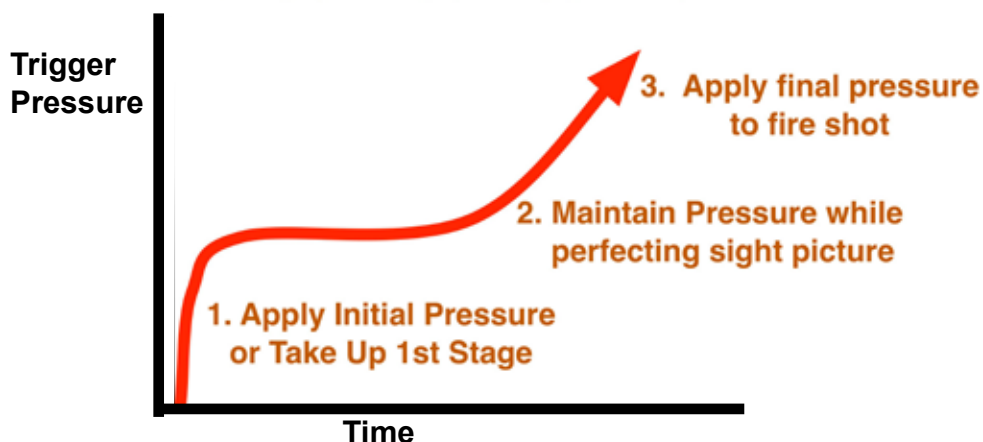 Trigger
Pressure
3. Apply final pressure
to fire shot
2. Maintain Pressure while
perfecting sight picture
1. Apply Initial Pressure
or Take Up 1st Stage
Time